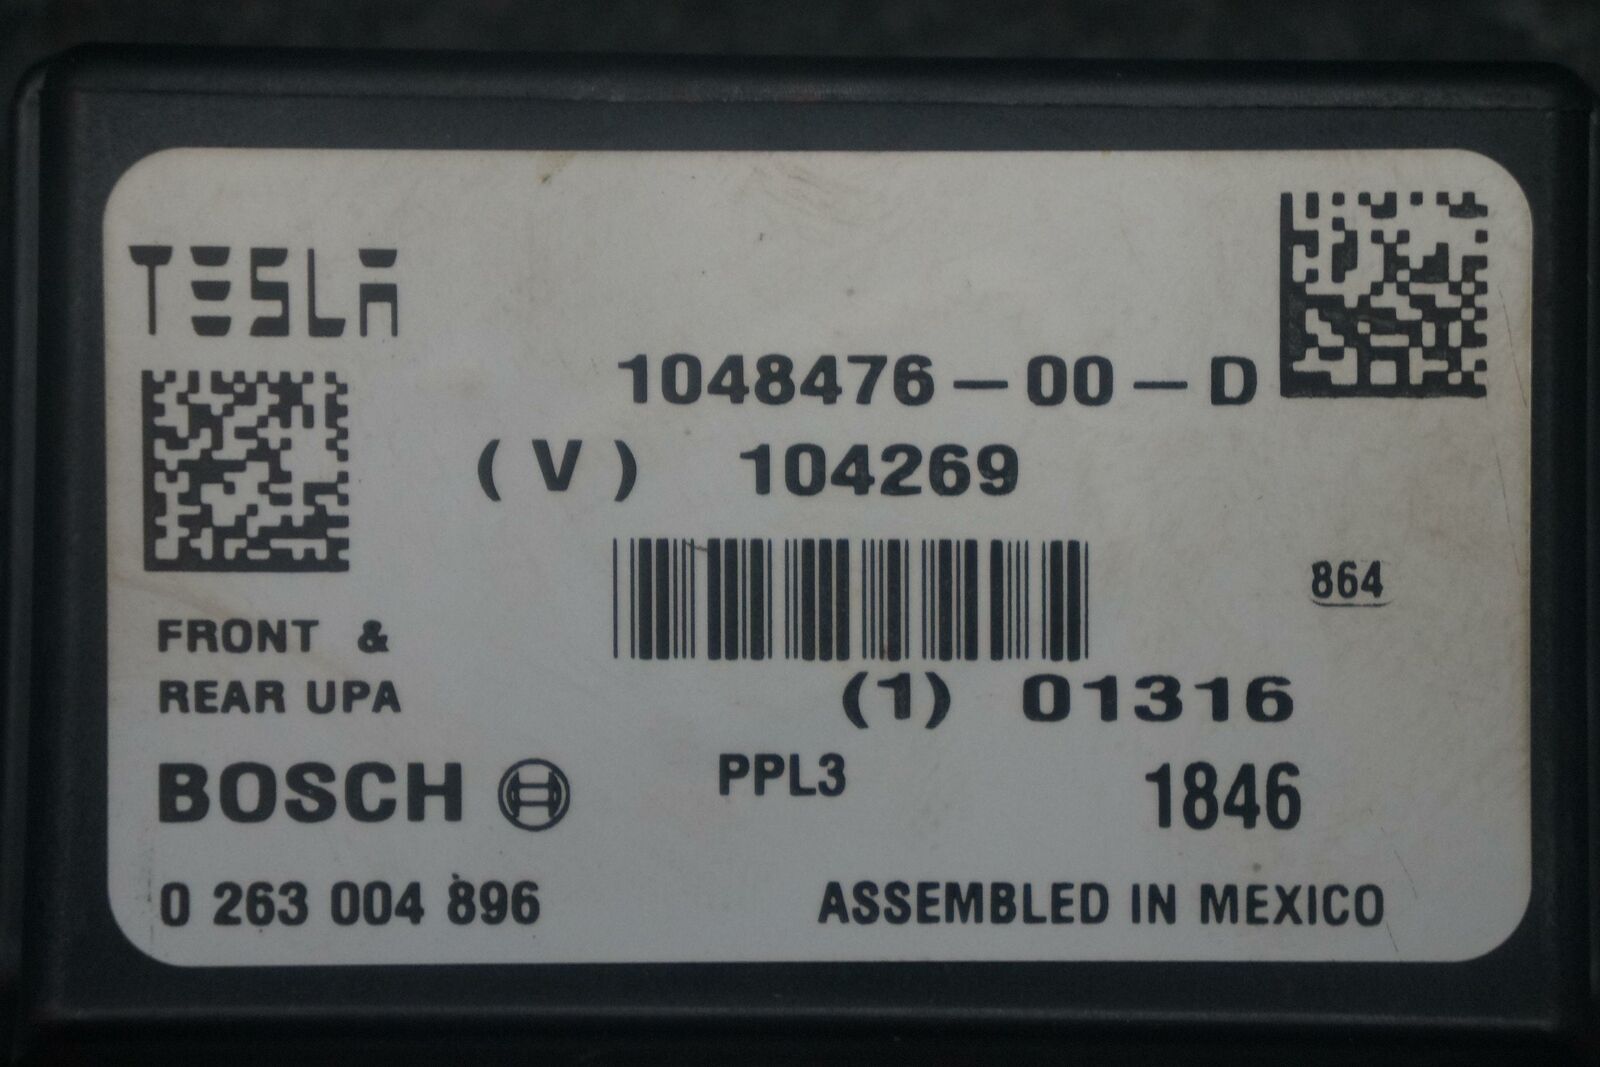 TESLA
1048476-00-D
(V) 104269
864
FRONT &
REAR UPA
(1) 01316
BOSCH
PPL3
1846
0 263 004 896
ASSEMBLED IN MEXICO